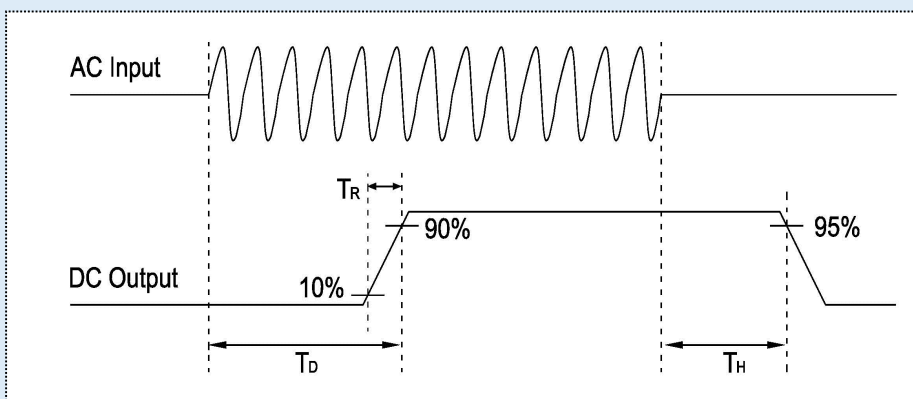 AC Input
TR
90%
95%
DC Output
10%
TD
TH